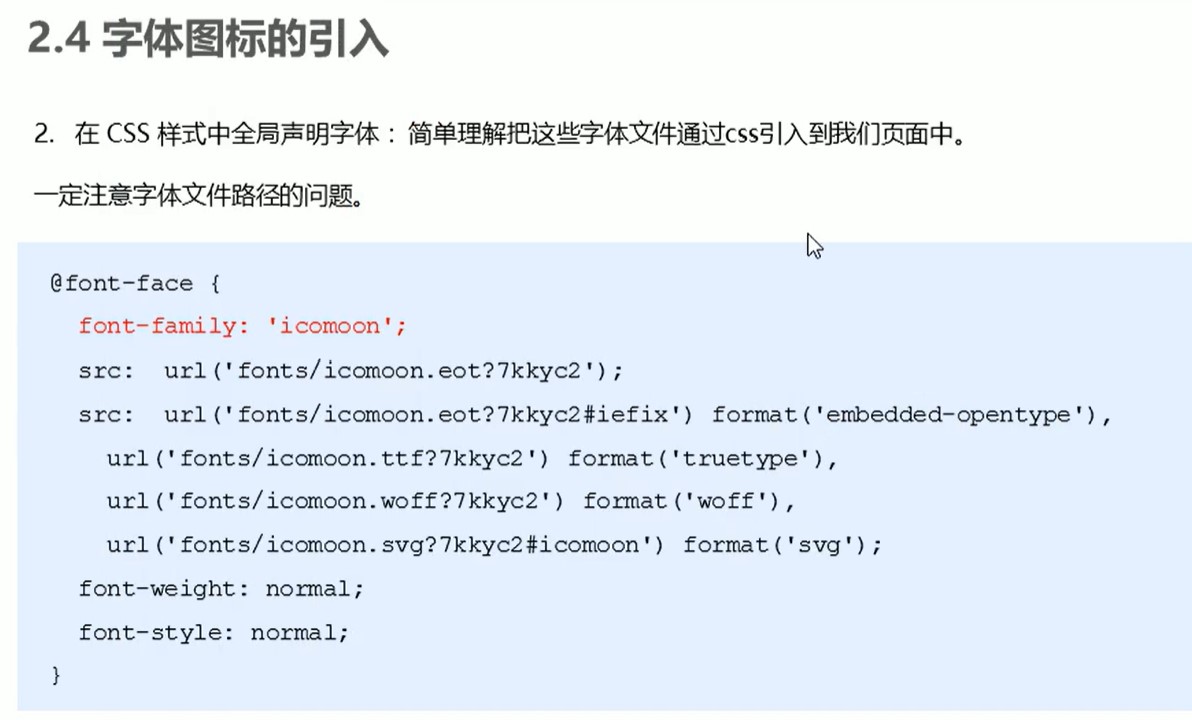 2.4 字体图标的引入
2. 在 CSS 样式中全局声明字体：简单理解把这些字体文件通过css引入到我们页面中。
一定注意字体文件路径的问题。
@font-face {
font-family: 'icomoon';
src: url('fonts/icomoon.eot?7kkyc2');
src: url('fonts/icomoon.eot?7kkyc2#iefix') format('embedded-opentype'),
url('fonts/icomoon.ttf?7kkyc2') format('truetype'),
url('fonts/icomoon.woff?7kkyc2') format('woff'),
url('fonts/icomoon.svg?7kkyc2#icomoon') format('svg');
font-weight: normal;
font-style: normal;
}